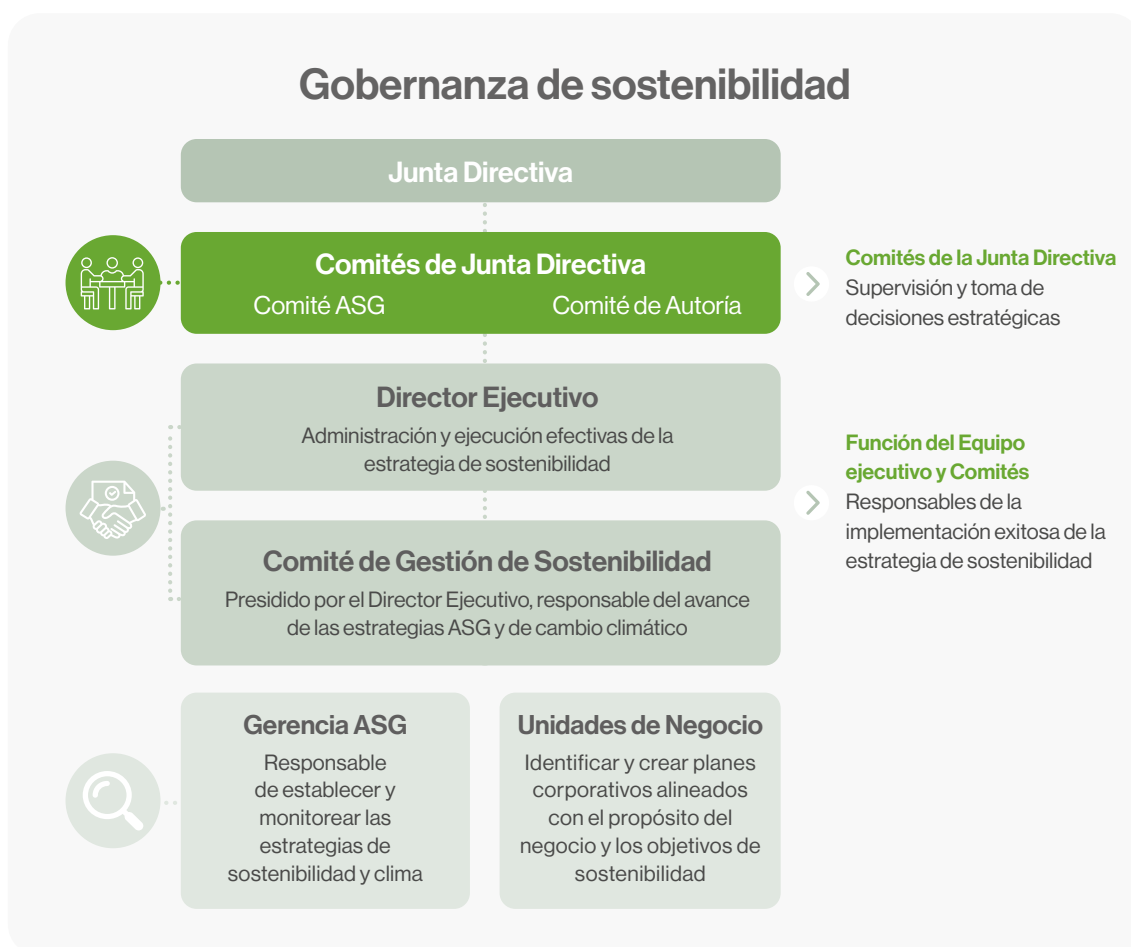 Gobernanza de sostenibilidad
Junta Directiva
Comités de Junta Directiva
Comité ASG
Comité de Autoría
Comités de la Junta Directiva
Supervisión y toma de
decisiones estratégicas
Director Ejecutivo
Administración y ejecución efectivas de la
estrategia de sostenibilidad
Función del Equipo
ejecutivo y Comités
Responsables de la
implementación exitosa de la
estrategia de sostenibilidad
Comité de Gestión de Sostenibilidad
Presidido por el Director Ejecutivo, responsable del avance
de las estrategias ASG y de cambio climático
Gerencia ASG
Responsable
de establecer y
monitorear las
estrategias de
sostenibilidad y clima
Unidades de Negocio
Identificar y crear planes
corporativos alineados
con el propósito del
negocio y los objetivos de
sostenibilidad